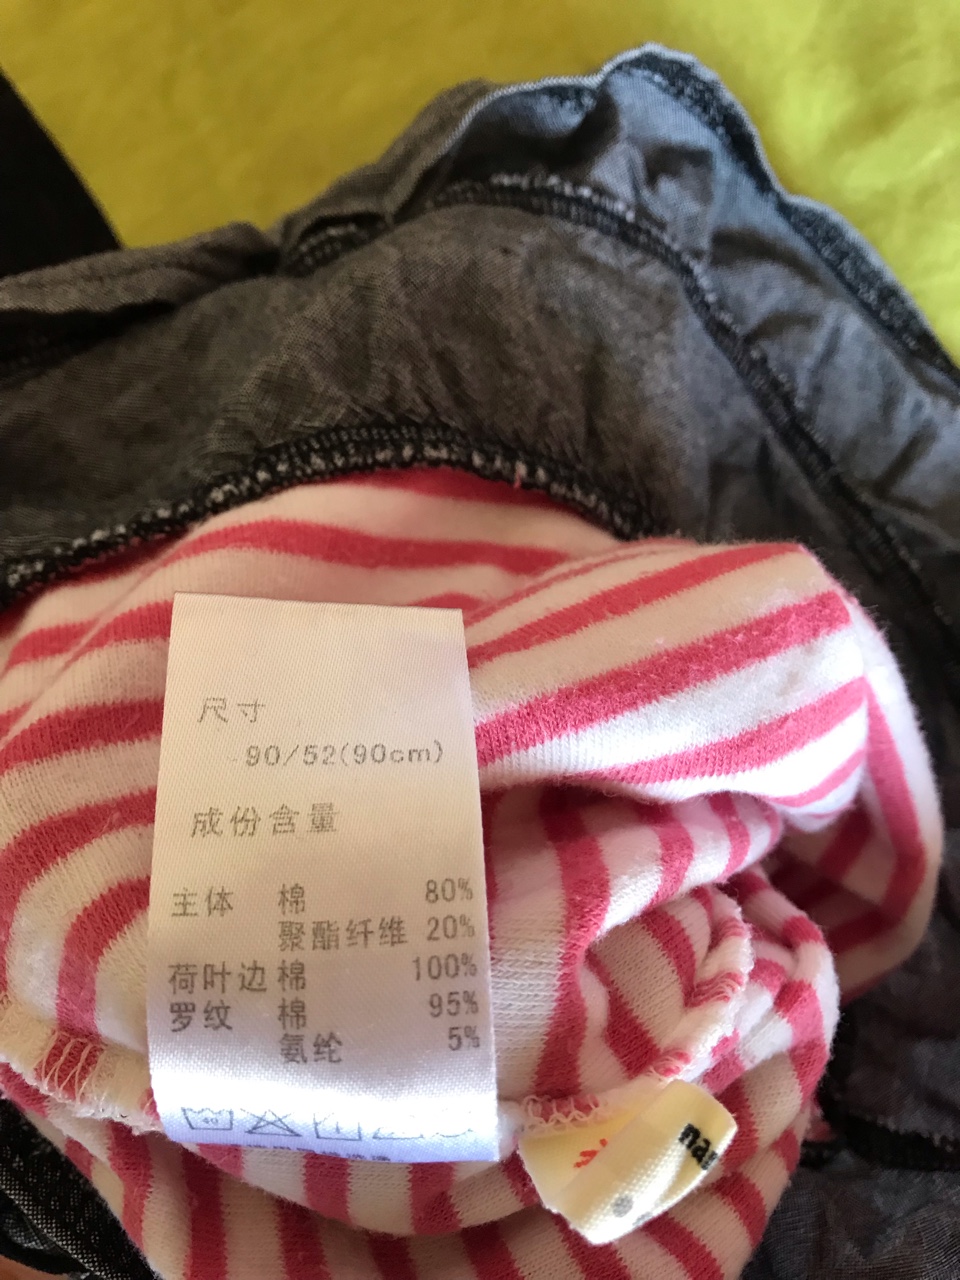 尺寸
90/52(90cm)
成份含量
主体 棉 80%
聚酯纤维 20%
荷叶边 棉 100%
罗纹 棉 95%
氨纶 5%
40